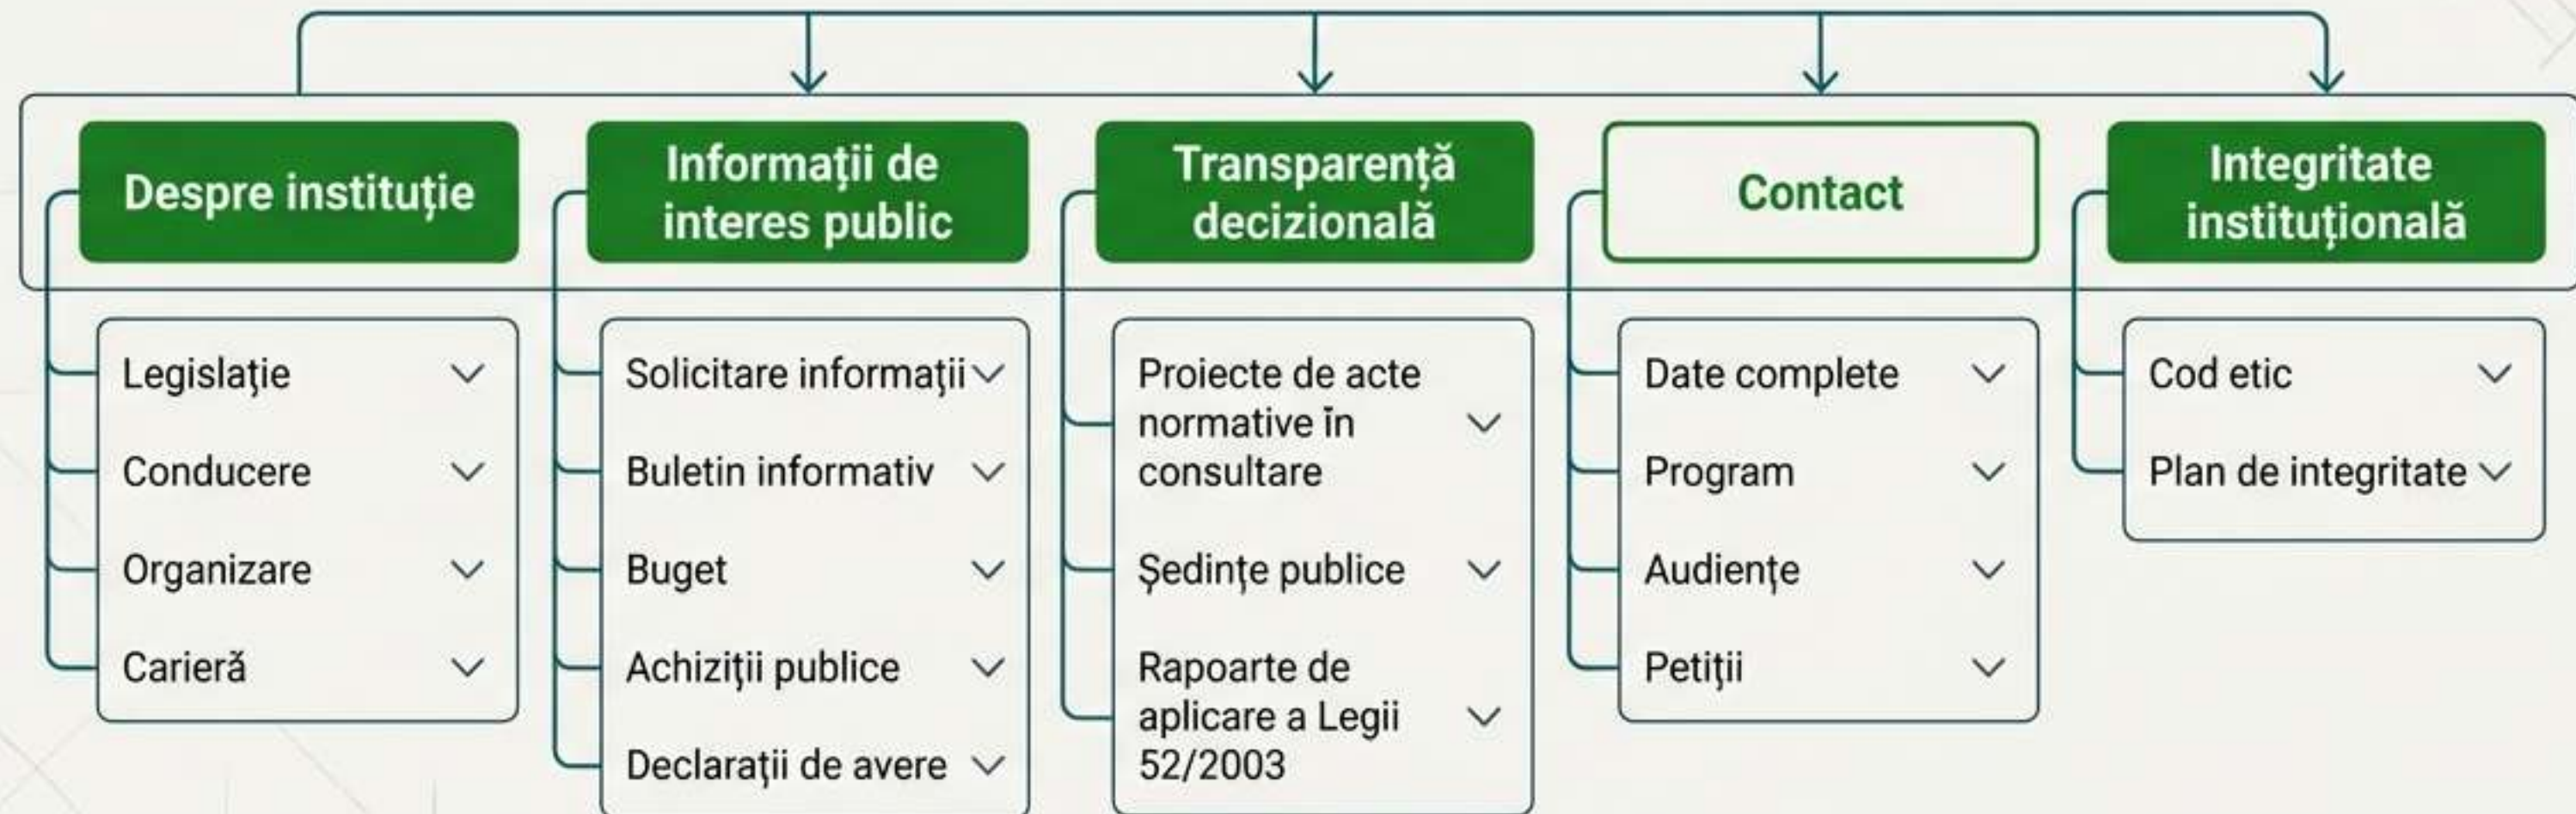 Despre instituție
Informații de
interes public
Transparență
decizională
Contact
Integritate
instituțională
Legislație
Conducere
Organizare
Carieră
Solicitare informații
Buletin informativ
Buget
Achiziții publice
Declarații de avere
Proiecte de acte
normative în
consultare
Ședințe publice
Rapoarte de
aplicare a Legii
52/2003
Date complete
Program
Audiențe
Petiții
Cod etic
Plan de integritate